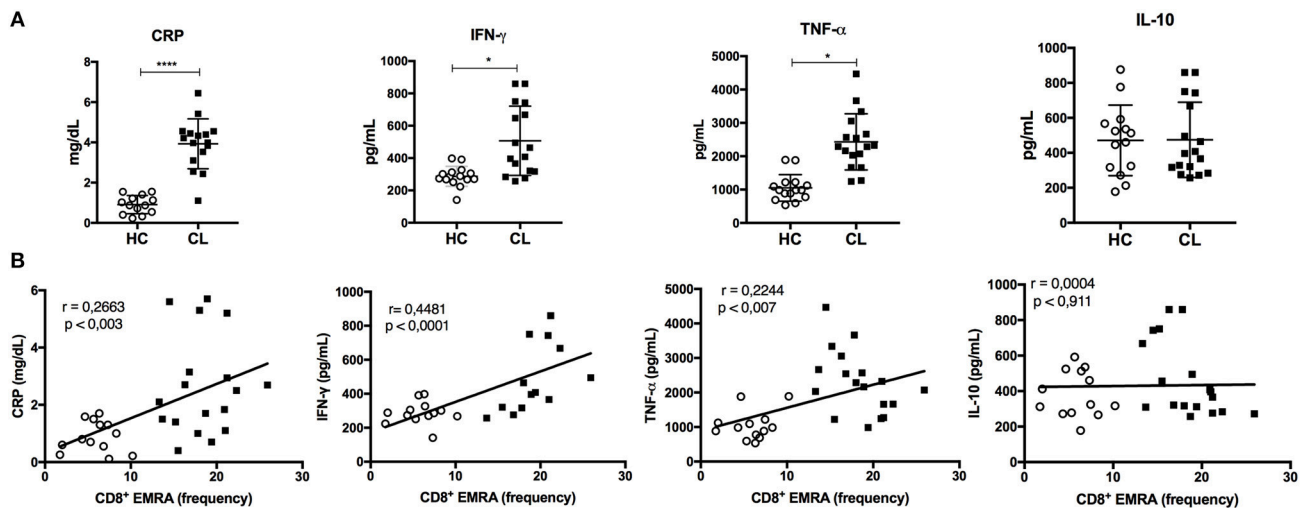 A
CRP
mg/dL
8
6
4
2
0
****
HC
CL
IFN-γ
pg/mL
1000
800
600
400
200
0
*
HC
CL
TNF-α
pg/mL
5000
4000
3000
2000
1000
0
*
HC
CL
IL-10
pg/mL
1000
800
600
400
200
0
HC
CL
B
r = 0,2663
p < 0,003
CRP (mg/dL)
6
4
2
0
0
10
20
30
CD8+ EMRA (frequency)
r= 0,4481
p < 0,0001
IFN-γ (pg/mL)
1000
800
600
400
200
0
0
10
20
30
CD8+ EMRA (frequency)
r = 0,2244
p < 0,007
TNF-α (pg/mL)
5000
4000
3000
2000
1000
0
0
10
20
30
CD8+ EMRA (frequency)
r = 0,0004
p < 0,911
IL-10 (pg/mL)
1000
800
600
400
200
0
0
10
20
30
CD8+ EMRA (frequency)